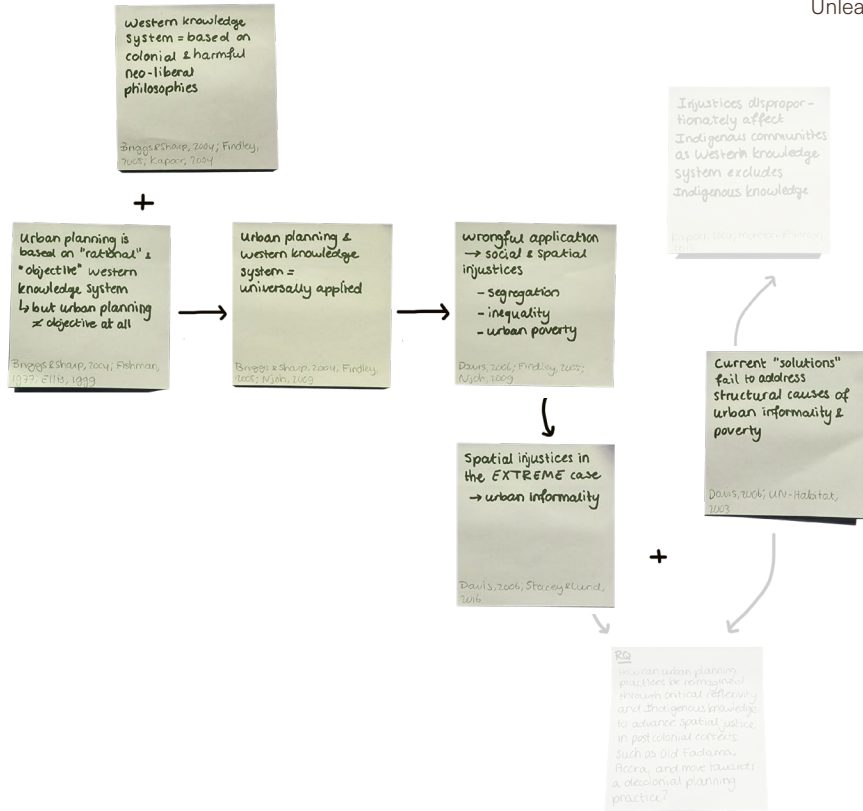 Unlea
Western knowledge
system = based on
colonial & harmful
neo-liberal
philosophies
Briggs & Sharp, 2004; Findley,
2005; Kapoor, 2004
+
Urban planning is
based on "rational" &
"objective" western
knowledge system
↳ but urban planning
≠ objective at all
Briggs & Sharp, 2004; Fishman,
1977; Ellis, 1999
Urban planning &
western knowledge
system =
universally applied
Briggs & Sharp, 2004; Findley,
2005; Njoh, 2009
wrongful application
→ social & spatial
injustices
- segregation
- inequality
- urban poverty
Davis, 2006; Findley, 2005;
Njoh, 2009
Spatial injustices in
the EXTREME case
→ urban informality
Davis, 2006; Stacey & Lund,
2016
+
Injustices dispropor-
tionately affect
Indigenous communities
as Western knowledge
system excludes
Indigenous knowledge
Kapoor, 2004;
Current "solutions"
fail to address
structural causes of
urban informality &
poverty
Davis, 2006; UN-Habitat,
2003
RQ
How can urban planning
practices be reimagined
through critical reflexivity
and Indigenous knowledge
to advance spatial justice
in postcolonial contexts
such as Old Fadama,
Accra, and move towards
a decolonial planning
practice?